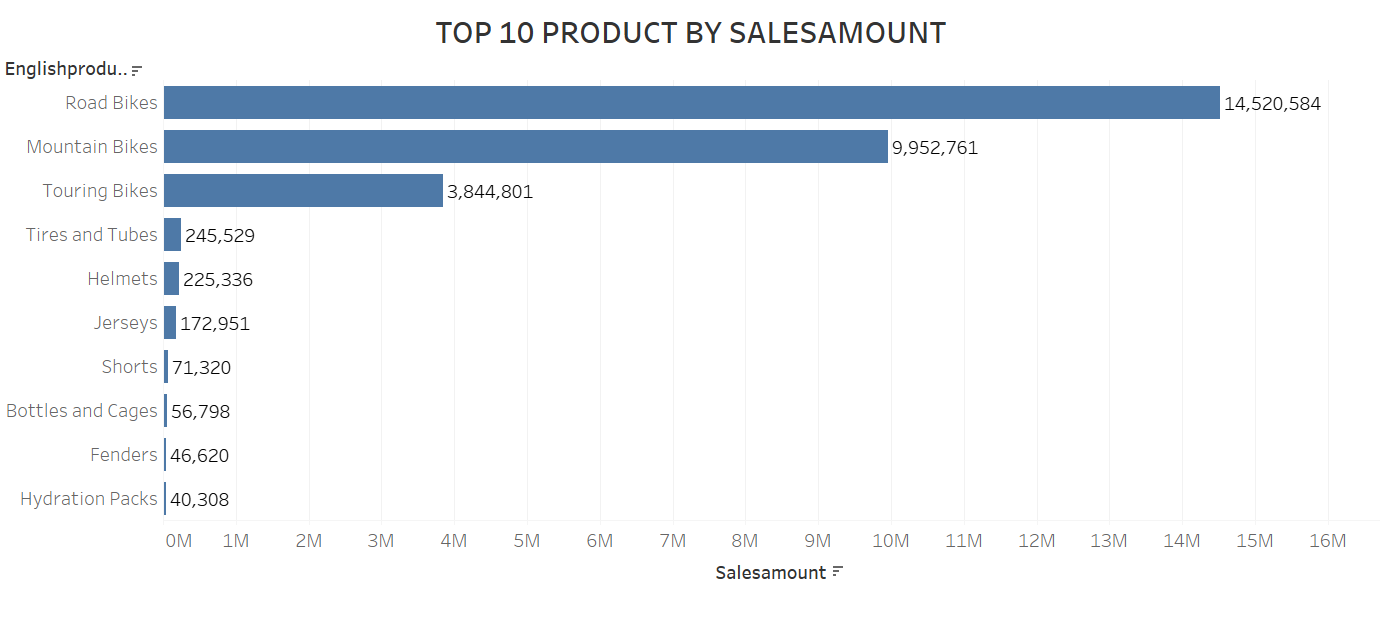 TOP 10 PRODUCT BY SALESAMOUNT
Englishprodu..
Road Bikes 14,520,584
Mountain Bikes 9,952,761
Touring Bikes 3,844,801
Tires and Tubes 245,529
Helmets 225,336
Jerseys 172,951
Shorts 71,320
Bottles and Cages 56,798
Fenders 46,620
Hydration Packs 40,308
0M 1M 2M 3M 4M 5M 6M 7M 8M 9M 10M 11M 12M 13M 14M 15M 16M
Salesamount